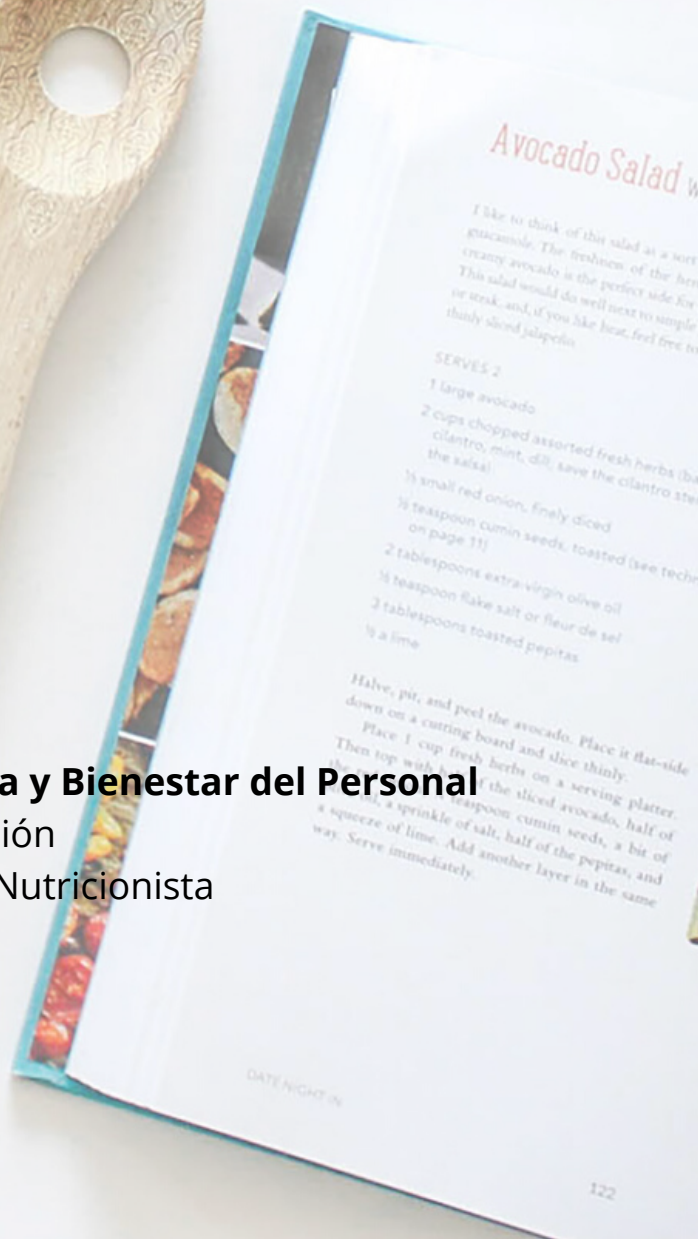 Avocado Salad w
I like to think of this salad as a sort
guacamole. The freshness of the her
creamy avocado is the perfect side for
This salad would do well next to simpl
or steak and, if you like heat, feel free to
thinly sliced jalapeño.
SERVES 2
1 large avocado
2 cups chopped assorted fresh herbs (ba
cilantro, mint, dill, save the cilantro ste
the salsa)
small red onion, finely diced
teaspoon cumin seeds, toasted (see techn
on page 11)
2 tablespoons extra-virgin olive oil
teaspoon flake salt or fleur de sel
3 tablespoons toasted pepitas
½ a lime
Halve, pit, and peel the avocado. Place it flat-side
down on a cutting board and slice thinly.
Place 1 cup fresh herbs on a serving platter.
Then top with half of the sliced avocado, half of
teaspoon cumin seeds, a bit of
oil, a sprinkle of salt, half of the pepitas, and
a squeeze of lime. Add another layer in the same
way. Serve immediately.
a y Bienestar del Personal
ión
Nutricionista
DATE NIGHT IN
122